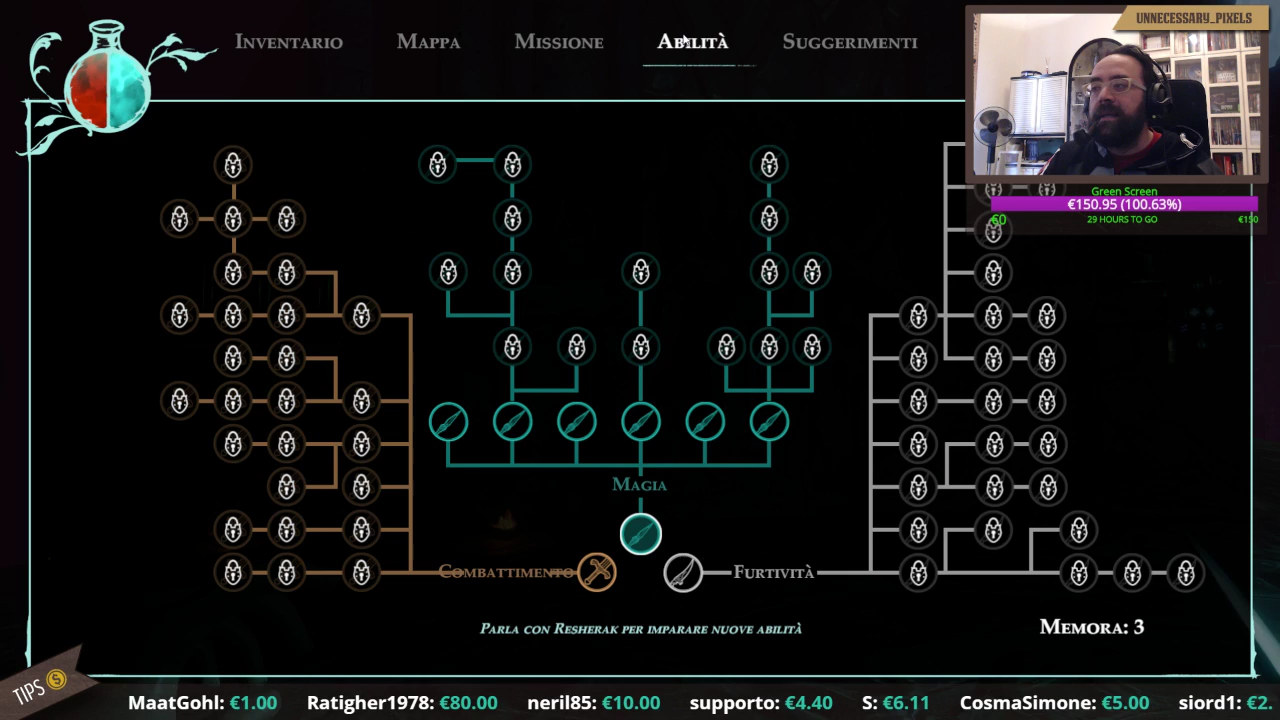 INVENTARIO MAPPA MISSIONE ABILITÀ SUGGERIMENTI
UNNECESSARY_PIXELS
Green Screen
€150.95 (100.63%)
€0 29 HOURS TO GO €150
MAGIA
COMBATTIMENTO FURTIVITÀ
PARLA CON RESHERAK PER IMPARARE NUOVE ABILITÀ
MEMORA: 3
TIPS $
MaatGohl: €1.00 Ratigher1978: €80.00 neril85: €10.00 supporto: €4.40 S: €6.11 CosmaSimone: €5.00 siord1: €2.